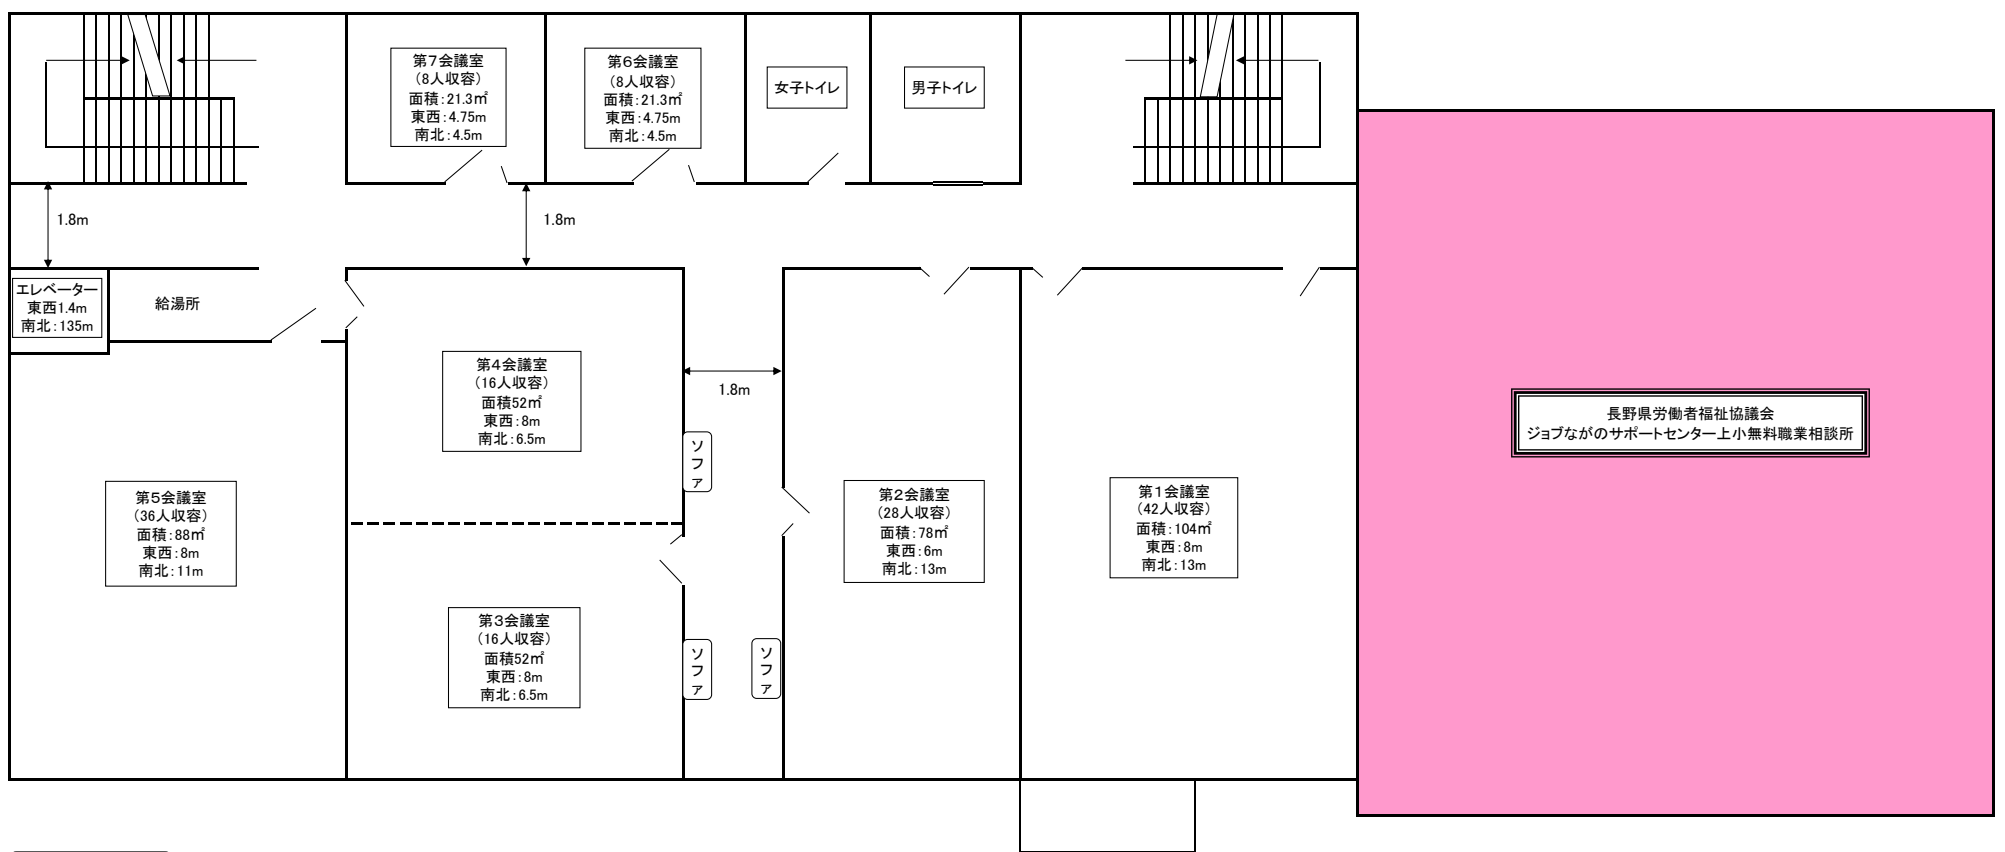 第7会議室
(8人収容)
面積：21.3㎡
東西：4.75m
南北：4.5m
第6会議室
(8人収容)
面積：21.3㎡
東西：4.75m
南北：4.5m
女子トイレ
男子トイレ
1.8m
1.8m
エレベーター
東西1.4m
南北：135m
給湯所
第4会議室
(16人収容)
面積52㎡
東西：8m
南北：6.5m
1.8m
ソファ
長野県労働者福祉協議会
ジョブながのサポートセンター上小無料職業相談所
第5会議室
(36人収容)
面積：88㎡
東西：8m
南北：11m
第2会議室
(28人収容)
面積：78㎡
東西：6m
南北：13m
第1会議室
(42人収容)
面積：104㎡
東西：8m
南北：13m
第3会議室
(16人収容)
面積52㎡
東西：8m
南北：6.5m
ソファ
ソファ